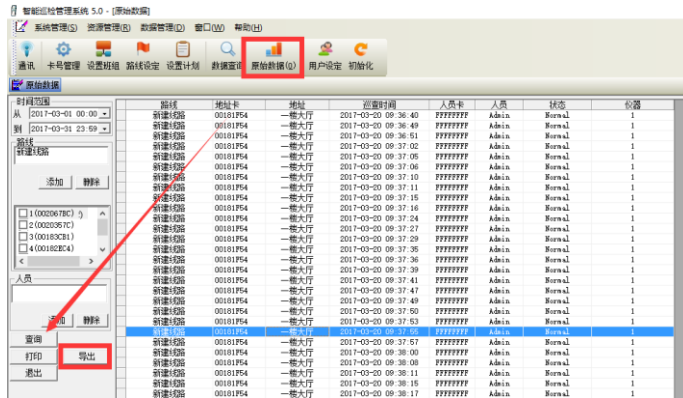 智能巡检管理系统 5.0 - [原始数据]
系统管理(S) 资源管理(R) 数据管理(D) 窗口(W) 帮助(H)
通讯 卡号管理 设置班组 路线设定 设置计划 数据查询 原始数据(Q) 用户设定 初始化
原始数据
时间范围
从 2017-03-01 00:00
到 2017-03-31 23:59
路线
新建线路
添加 删除
1(002067BC)
2(0020357C)
3(00183CB1)
4(00182EC4)
人员
添加 删除
查询
打印 导出
退出
路线 地址卡 地址 巡查时间 人员卡 人员 状态 仪器
新建线路 00181F54 一楼大厅 2017-03-20 09:36:40 FFFFFFFF Admin Normal 1
新建线路 00181F54 一楼大厅 2017-03-20 09:36:49 FFFFFFFF Admin Normal 1
新建线路 00181F54 一楼大厅 2017-03-20 09:36:51 FFFFFFFF Admin Normal 1
新建线路 00181F54 一楼大厅 2017-03-20 09:37:02 FFFFFFFF Admin Normal 1
新建线路 00181F54 一楼大厅 2017-03-20 09:37:05 FFFFFFFF Admin Normal 1
新建线路 00181F54 一楼大厅 2017-03-20 09:37:06 FFFFFFFF Admin Normal 1
新建线路 00181F54 一楼大厅 2017-03-20 09:37:10 FFFFFFFF Admin Normal 1
新建线路 00181F54 一楼大厅 2017-03-20 09:37:11 FFFFFFFF Admin Normal 1
新建线路 00181F54 一楼大厅 2017-03-20 09:37:15 FFFFFFFF Admin Normal 1
新建线路 00181F54 一楼大厅 2017-03-20 09:37:16 FFFFFFFF Admin Normal 1
新建线路 00181F54 一楼大厅 2017-03-20 09:37:24 FFFFFFFF Admin Normal 1
新建线路 00181F54 一楼大厅 2017-03-20 09:37:27 FFFFFFFF Admin Normal 1
新建线路 00181F54 一楼大厅 2017-03-20 09:37:29 FFFFFFFF Admin Normal 1
新建线路 00181F54 一楼大厅 2017-03-20 09:37:35 FFFFFFFF Admin Normal 1
新建线路 00181F54 一楼大厅 2017-03-20 09:37:36 FFFFFFFF Admin Normal 1
新建线路 00181F54 一楼大厅 2017-03-20 09:37:39 FFFFFFFF Admin Normal 1
新建线路 00181F54 一楼大厅 2017-03-20 09:37:41 FFFFFFFF Admin Normal 1
新建线路 00181F54 一楼大厅 2017-03-20 09:37:47 FFFFFFFF Admin Normal 1
新建线路 00181F54 一楼大厅 2017-03-20 09:37:49 FFFFFFFF Admin Normal 1
新建线路 00181F54 一楼大厅 2017-03-20 09:37:50 FFFFFFFF Admin Normal 1
新建线路 00181F54 一楼大厅 2017-03-20 09:37:53 FFFFFFFF Admin Normal 1
新建线路 00181F54 一楼大厅 2017-03-20 09:37:55 FFFFFFFF Admin Normal 1
新建线路 00181F54 一楼大厅 2017-03-20 09:37:57 FFFFFFFF Admin Normal 1
新建线路 00181F54 一楼大厅 2017-03-20 09:38:00 FFFFFFFF Admin Normal 1
新建线路 00181F54 一楼大厅 2017-03-20 09:38:08 FFFFFFFF Admin Normal 1
新建线路 00181F54 一楼大厅 2017-03-20 09:38:11 FFFFFFFF Admin Normal 1
新建线路 00181F54 一楼大厅 2017-03-20 09:38:15 FFFFFFFF Admin Normal 1
新建线路 00181F54 一楼大厅 2017-03-20 09:38:17 FFFFFFFF Admin Normal 1